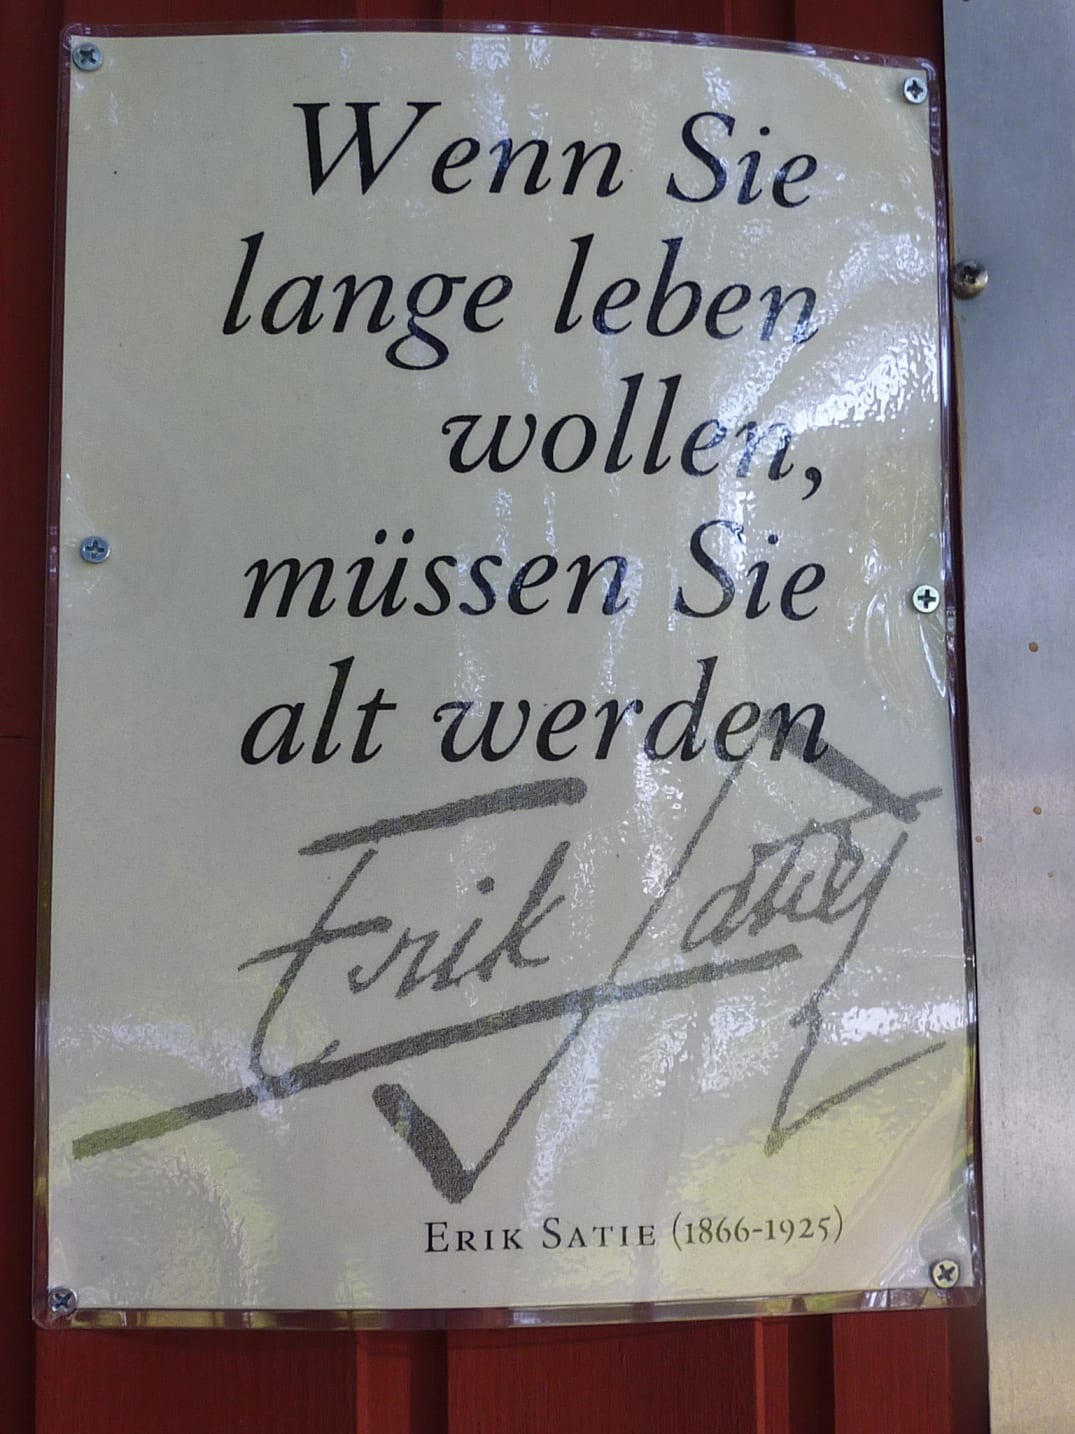 Wenn Sie
lange leben
wollen,
müssen Sie
alt werden
Erik Satie
ERIK SATIE (1866-1925)